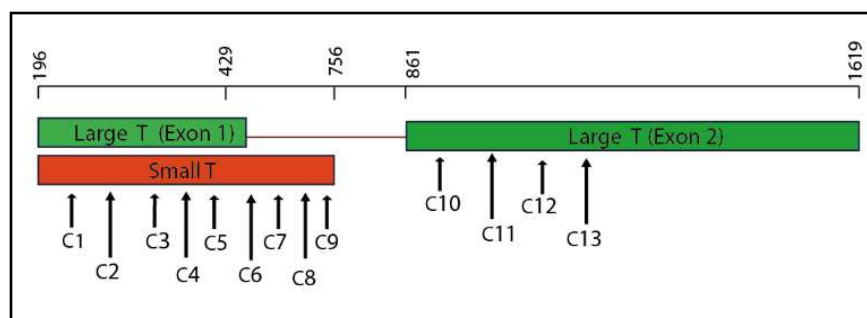 196 429 756 861 1619
Large T (Exon 1) Large T (Exon 2)
Small T
C1 C2 C3 C4 C5 C6 C7 C8 C9 C10 C11 C12 C13